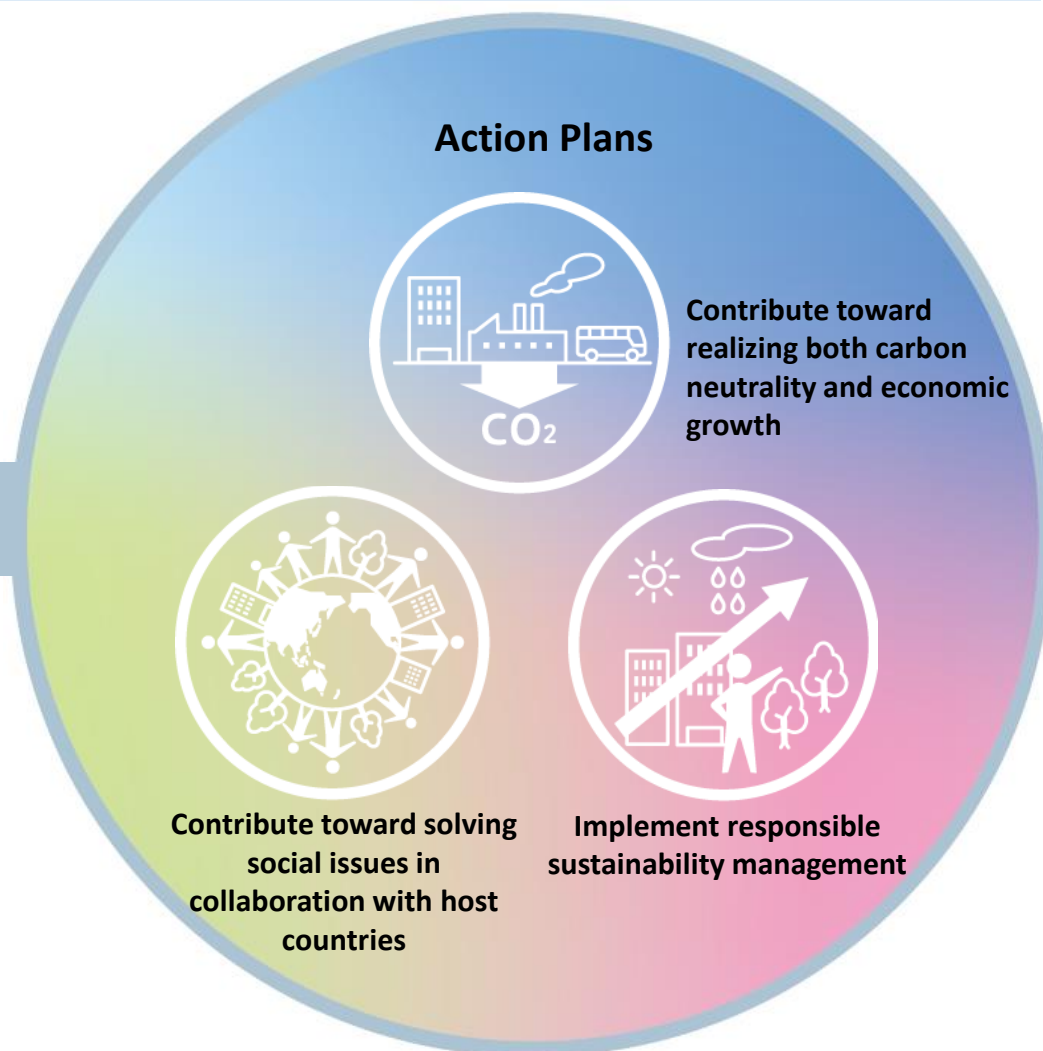 Action Plans
CO₂
Contribute toward
realizing both carbon
neutrality and economic
growth
Contribute toward solving
social issues in
collaboration with host
countries
Implement responsible
sustainability management